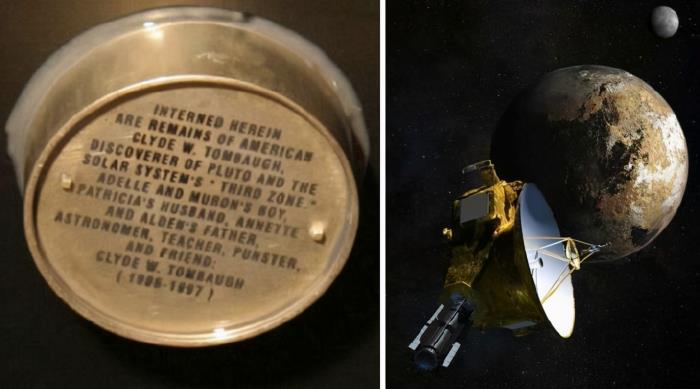 INTERNED HEREIN
ARE REMAINS OF AMERICAN
CLYDE W. TOMBAUGH,
DISCOVERER OF PLUTO AND THE
SOLAR SYSTEM'S "THIRD ZONE."
ADELLE AND MURON'S BOY,
PATRICIA'S HUSBAND, ANNETTE
AND ALDEN'S FATHER,
ASTRONOMER, TEACHER, PUNSTER,
AND FRIEND:
CLYDE W. TOMBAUGH
(1906-1997)